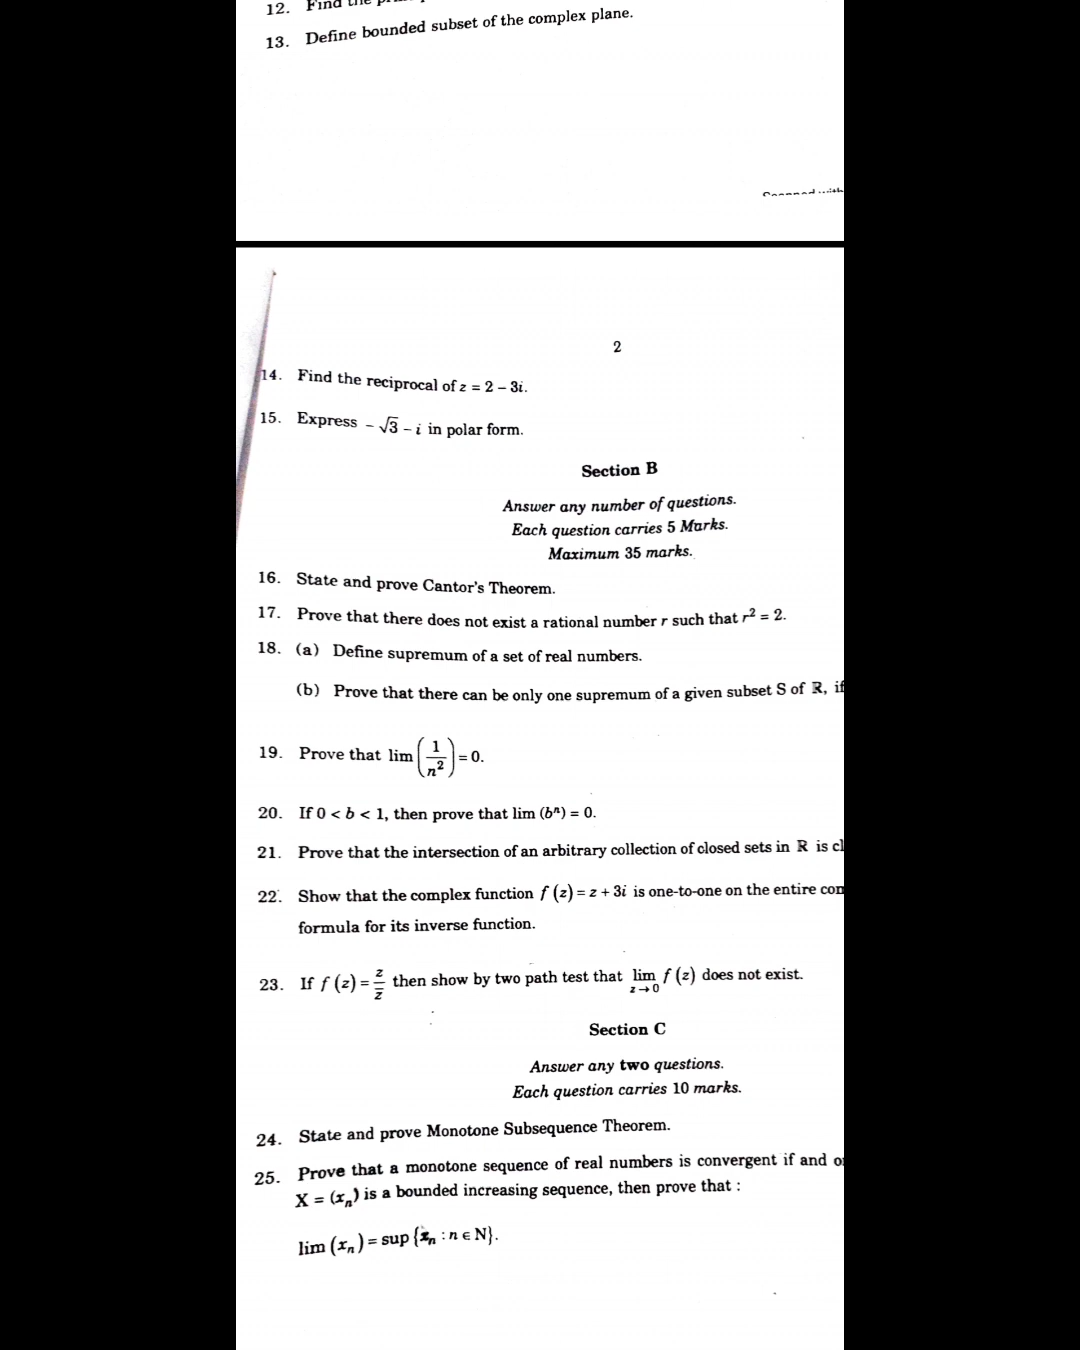 12. Find the
13. Define bounded subset of the complex plane.
Scanned with
2
14. Find the reciprocal of z = 2 – 3i.
15. Express – √3 – i in polar form.
Section B
Answer any number of questions.
Each question carries 5 Marks.
Maximum 35 marks.
16. State and prove Cantor's Theorem.
17. Prove that there does not exist a rational number r such that r² = 2.
18. (a) Define supremum of a set of real numbers.
(b) Prove that there can be only one supremum of a given subset S of ℝ, if
19. Prove that lim (1/n²) = 0.
20. If 0 < b < 1, then prove that lim (bⁿ) = 0.
21. Prove that the intersection of an arbitrary collection of closed sets in ℝ is cl
22. Show that the complex function f (z) = z + 3i is one-to-one on the entire com
formula for its inverse function.
23. If f (z) = z/z̄ then show by two path test that lim z→0 f (z) does not exist.
Section C
Answer any two questions.
Each question carries 10 marks.
24. State and prove Monotone Subsequence Theorem.
25. Prove that a monotone sequence of real numbers is convergent if and o
X = (xₙ) is a bounded increasing sequence, then prove that :
lim (xₙ) = sup {xₙ : n ∈ N}.